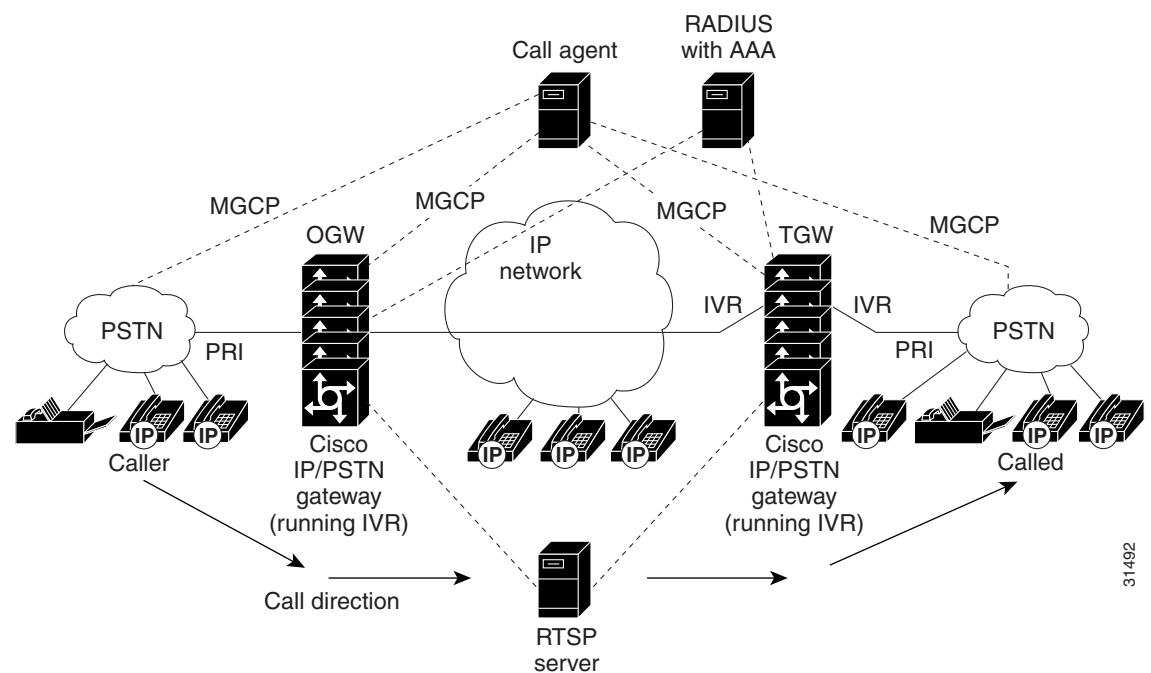 RADIUS
with AAA
Call agent
MGCP
MGCP
MGCP
MGCP
OGW
IP
network
TGW
IVR
IVR
PSTN
PRI
PSTN
PRI
IP
IP
IP
IP
IP
IP
IP
IP
Caller
Cisco
IP/PSTN
gateway
(running IVR)
Cisco
IP/PSTN
gateway
(running IVR)
Called
Call direction
RTSP
server
31492